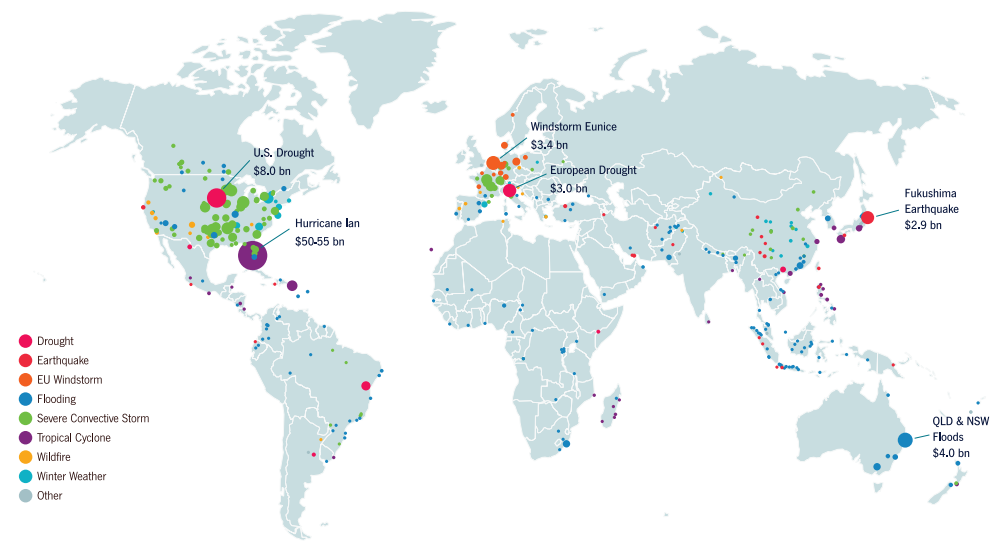 Windstorm Eunice
$3.4 bn
U.S. Drought
$8.0 bn
European Drought
$3.0 bn
Fukushima
Earthquake
$2.9 bn
Hurricane Ian
$50-55 bn
Drought
Earthquake
EU Windstorm
Flooding
Severe Convective Storm
Tropical Cyclone
Wildfire
Winter Weather
Other
QLD & NSW
Floods
$4.0 bn